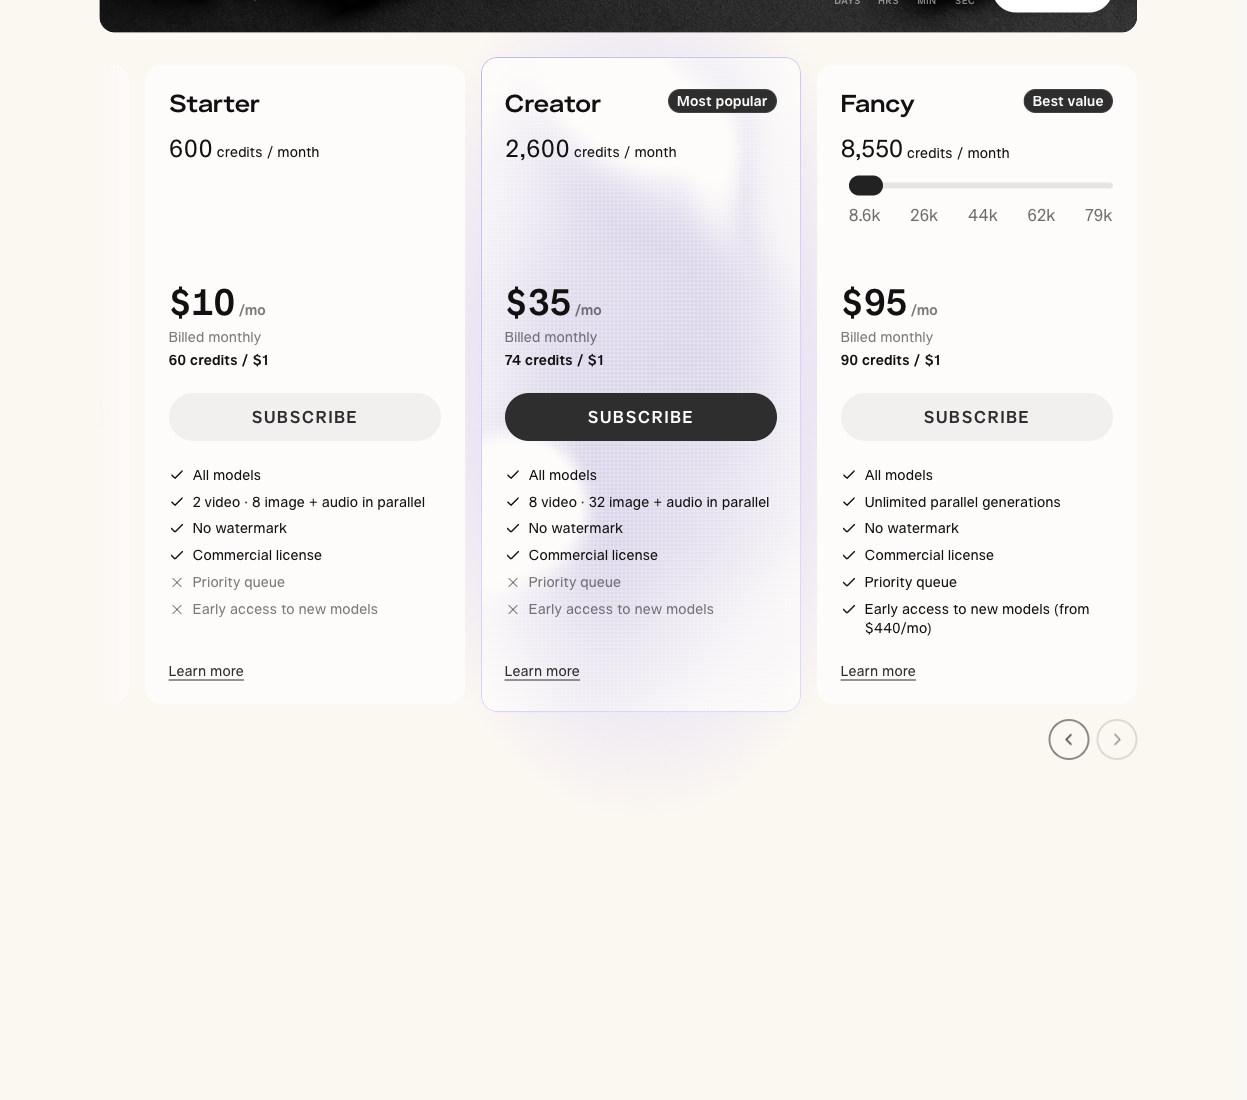 DAYS HRS MIN SEC
Starter
600 credits / month
$10 /mo
Billed monthly
60 credits / $1
SUBSCRIBE
All models
2 video · 8 image + audio in parallel
No watermark
Commercial license
Priority queue
Early access to new models
Learn more
Creator
Most popular
2,600 credits / month
$35 /mo
Billed monthly
74 credits / $1
SUBSCRIBE
All models
8 video · 32 image + audio in parallel
No watermark
Commercial license
Priority queue
Early access to new models
Learn more
Fancy
Best value
8,550 credits / month
8.6k 26k 44k 62k 79k
$95 /mo
Billed monthly
90 credits / $1
SUBSCRIBE
All models
Unlimited parallel generations
No watermark
Commercial license
Priority queue
Early access to new models (from
$440/mo)
Learn more